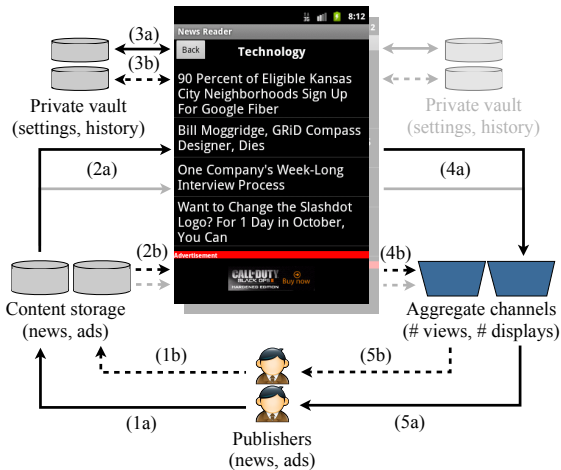 8:12
News Reader
2
(3a)
Back
Technology
(3b)
90 Percent of Eligible Kansas
City Neighborhoods Sign Up
For Google Fiber
Private vault
(settings, history)
Private vault
(settings, history)
Bill Moggridge, GRiD Compass
Designer, Dies
(2a)
(4a)
One Company's Week-Long
Interview Process
Want to Change the Slashdot
Logo? For 1 Day in October,
You Can
(2b)
Advertisement
(4b)
CALL OF DUTY
BLACK OPS II
HARDENED EDITION
Buy now
Content storage
(news, ads)
Aggregate channels
(# views, # displays)
(1b)
(5b)
(1a)
(5a)
Publishers
(news, ads)